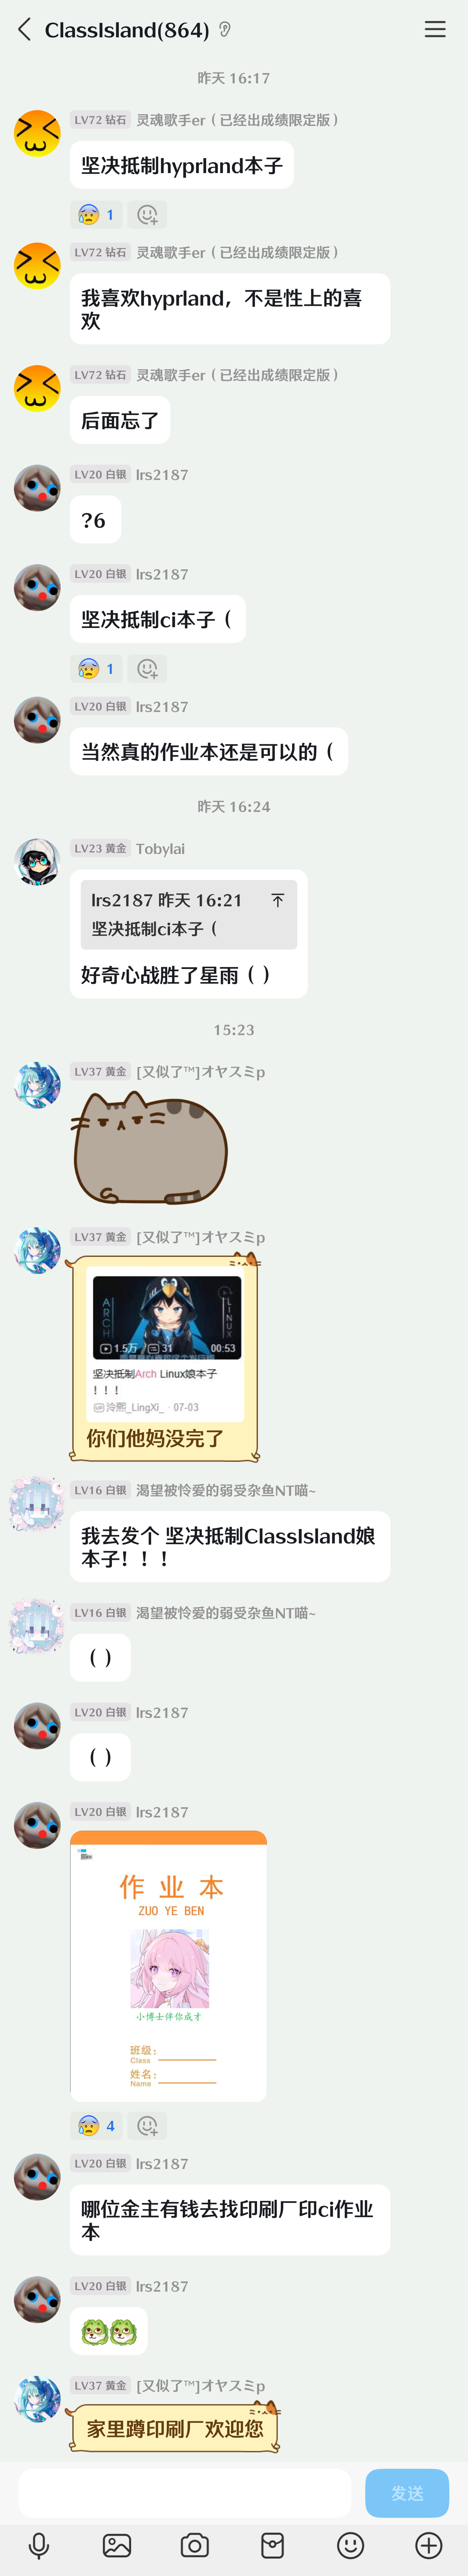 ClassIsland(864)
昨天 16:17
LV72 钻石 灵魂歌手er（已经出成绩限定版）
坚决抵制hyprland本子
1
LV72 钻石 灵魂歌手er（已经出成绩限定版）
我喜欢hyprland，不是性上的喜
欢
LV72 钻石 灵魂歌手er（已经出成绩限定版）
后面忘了
LV20 白银 lrs2187
?6
LV20 白银 lrs2187
坚决抵制ci本子（
1
LV20 白银 lrs2187
当然真的作业本还是可以的（
昨天 16:24
LV23 黄金 Tobylai
lrs2187 昨天 16:21
坚决抵制ci本子（
好奇心战胜了星雨（）
15:23
LV37 黄金 [又似了™]オヤスミp
LV37 黄金 [又似了™]オヤスミp
ARCH
LINUX
1.5万 31 00:53
坚决抵制Arch Linux娘本子
！！！
泠熙_LingXi_ · 07-03
你们他妈没完了
LV16 白银 渴望被怜爱的弱受杂鱼NT喵~
我去发个 坚决抵制ClassIsland娘
本子！！！
LV16 白银 渴望被怜爱的弱受杂鱼NT喵~
（）
LV20 白银 lrs2187
（）
LV20 白银 lrs2187
作业本
ZUO YE BEN
小博士伴你成才
班级：
Class
姓名：
Name
4
LV20 白银 lrs2187
哪位金主有钱去找印刷厂印ci作业
本
LV20 白银 lrs2187
LV37 黄金 [又似了™]オヤスミp
家里蹲印刷厂欢迎您
发送